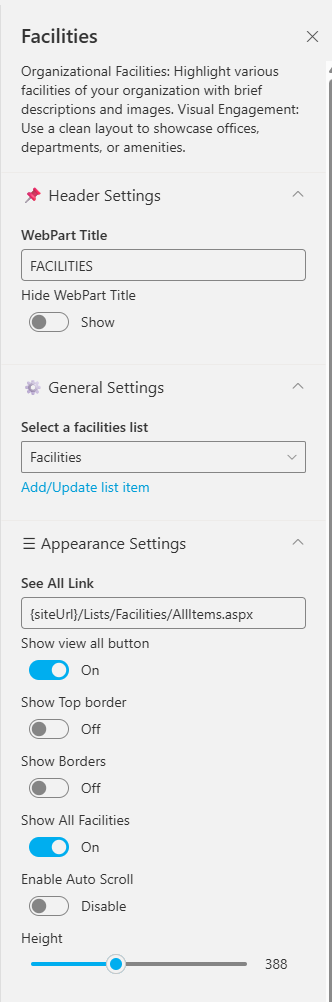 Facilities
Organizational Facilities: Highlight various
facilities of your organization with brief
descriptions and images. Visual Engagement:
Use a clean layout to showcase offices,
departments, or amenities.
Header Settings
WebPart Title
FACILITIES
Hide WebPart Title
Show
General Settings
Select a facilities list
Facilities
Add/Update list item
Appearance Settings
See All Link
{siteUrl}/Lists/Facilities/AllItems.aspx
Show view all button
On
Show Top border
Off
Show Borders
Off
Show All Facilities
On
Enable Auto Scroll
Disable
Height
388